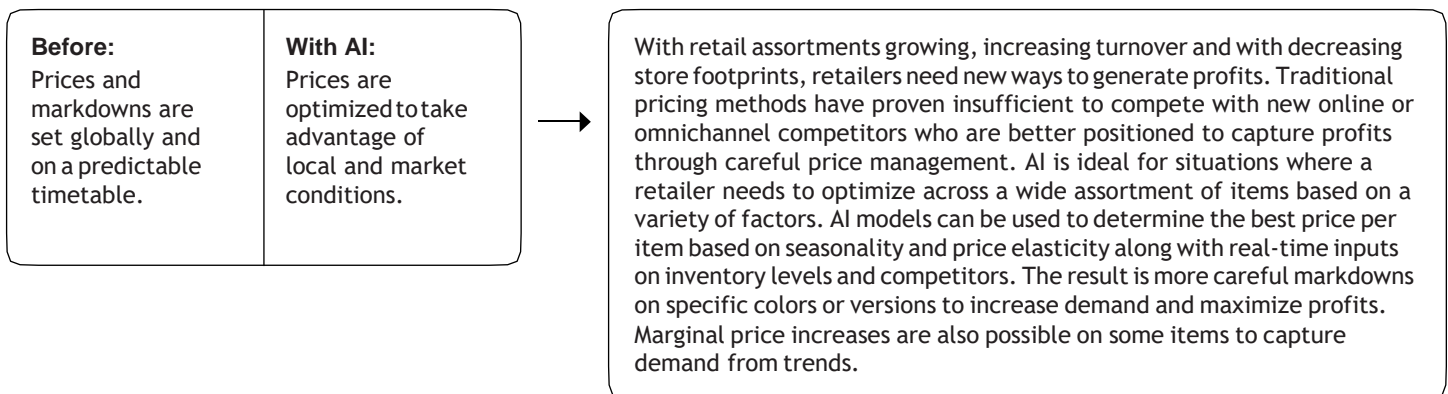 Before:
Prices and
markdowns are
set globally and
on a predictable
timetable.
With AI:
Prices are
optimized to take
advantage of
local and market
conditions.
With retail assortments growing, increasing turnover and with decreasing
store footprints, retailers need new ways to generate profits. Traditional
pricing methods have proven insufficient to compete with new online or
omnichannel competitors who are better positioned to capture profits
through careful price management. AI is ideal for situations where a
retailer needs to optimize across a wide assortment of items based on a
variety of factors. AI models can be used to determine the best price per
item based on seasonality and price elasticity along with real-time inputs
on inventory levels and competitors. The result is more careful markdowns
on specific colors or versions to increase demand and maximize profits.
Marginal price increases are also possible on some items to capture
demand from trends.